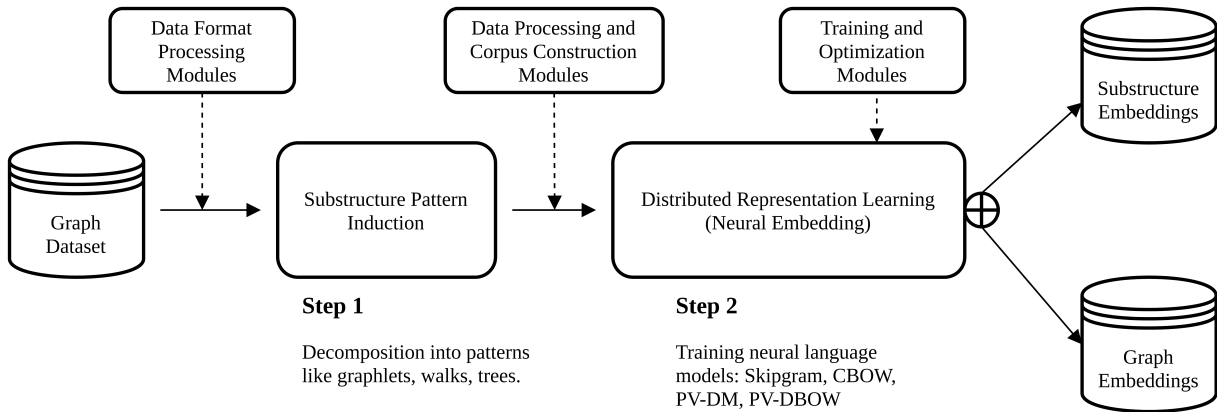 Data Format
Processing
Modules
Data Processing and
Corpus Construction
Modules
Training and
Optimization
Modules
Substructure
Embeddings
Graph
Dataset
Substructure Pattern
Induction
Distributed Representation Learning
(Neural Embedding)
Step 1
Decomposition into patterns
like graphlets, walks, trees.
Step 2
Training neural language
models: Skipgram, CBOW,
PV-DM, PV-DBOW
Graph
Embeddings